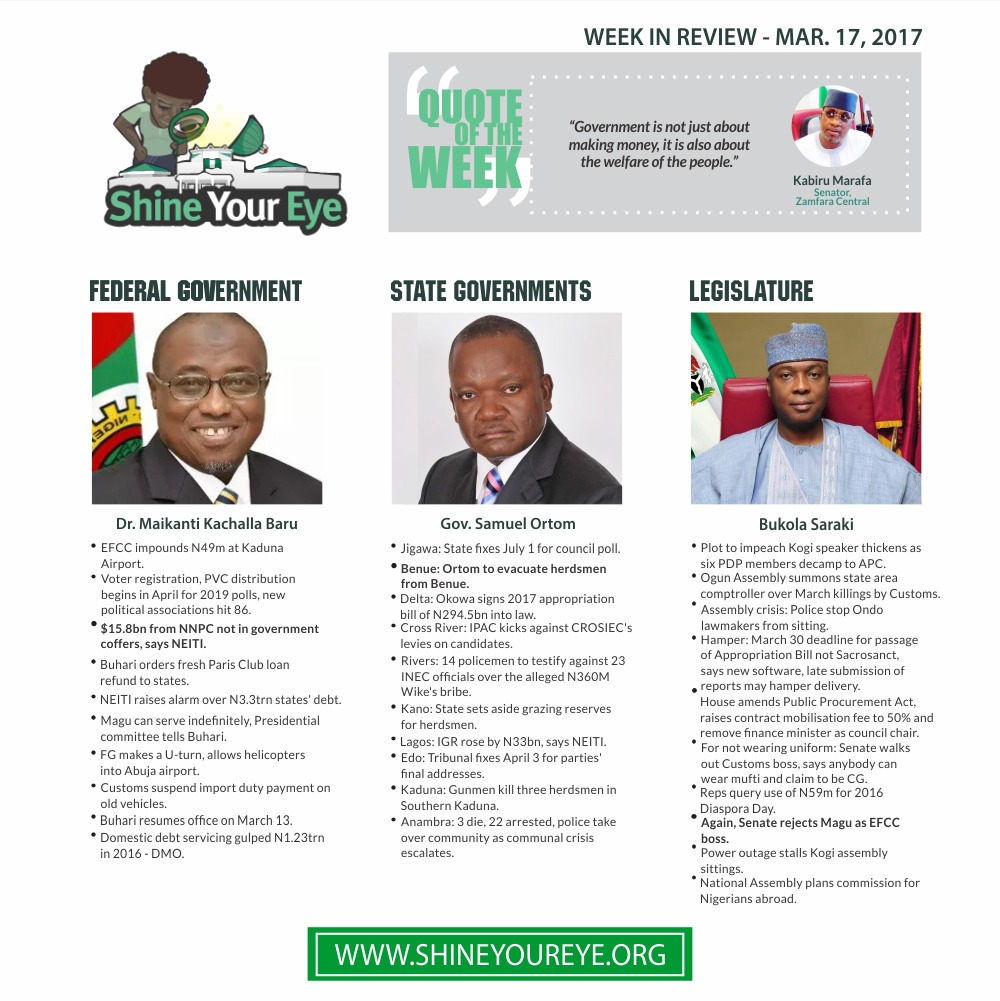 WEEK IN REVIEW - MAR. 17, 2017
Shine Your Eye
QUOTE
OF THE
WEEK
“Government is not just about
making money, it is also about
the welfare of the people.”
Kabiru Marafa
Senator,
Zamfara Central
FEDERAL GOVERNMENT
Dr. Maikanti Kachalla Baru
• EFCC impounds N49m at Kaduna
Airport.
• Voter registration, PVC distribution
begins in April for 2019 polls, new
political associations hit 86.
• $15.8bn from NNPC not in government
coffers, says NEITI.
• Buhari orders fresh Paris Club loan
refund to states.
• NEITI raises alarm over N3.3trn states' debt.
• Magu can serve indefinitely, Presidential
committee tells Buhari.
• FG makes a U-turn, allows helicopters
into Abuja airport.
• Customs suspend import duty payment on
old vehicles.
• Buhari resumes office on March 13.
• Domestic debt servicing gulped N1.23trn
in 2016 - DMO.
STATE GOVERNMENTS
Gov. Samuel Ortom
• Jigawa: State fixes July 1 for council poll.
• Benue: Ortom to evacuate herdsmen
from Benue.
• Delta: Okowa signs 2017 appropriation
bill of N294.5bn into law.
• Cross River: IPAC kicks against CROSIEC's
levies on candidates.
• Rivers: 14 policemen to testify against 23
INEC officials over the alleged N360M
Wike's bribe.
• Kano: State sets aside grazing reserves
for herdsmen.
• Lagos: IGR rose by N33bn, says NEITI.
• Edo: Tribunal fixes April 3 for parties'
final addresses.
• Kaduna: Gunmen kill three herdsmen in
Southern Kaduna.
• Anambra: 3 die, 22 arrested, police take
over community as communal crisis
escalates.
LEGISLATURE
Bukola Saraki
• Plot to impeach Kogi speaker thickens as
six PDP members decamp to APC.
• Ogun Assembly summons state area
comptroller over March killings by Customs.
• Assembly crisis: Police stop Ondo
lawmakers from sitting.
• Hamper: March 30 deadline for passage
of Appropriation Bill not Sacrosanct,
says new software, late submission of
reports may hamper delivery.
• House amends Public Procurement Act,
raises contract mobilisation fee to 50% and
remove finance minister as council chair.
• For not wearing uniform: Senate walks
out Customs boss, says anybody can
wear mufti and claim to be CG.
• Reps query use of N59m for 2016
Diaspora Day.
• Again, Senate rejects Magu as EFCC
boss.
• Power outage stalls Kogi assembly
sittings.
• National Assembly plans commission for
Nigerians abroad.
WWW.SHINEYOUREYE.ORG